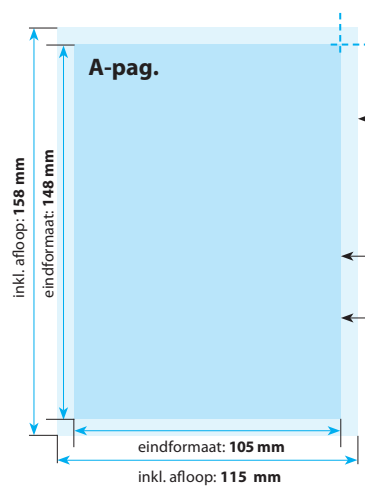 A-pag.
inkl. afloop: 158 mm
eindformaat: 148 mm
eindformaat: 105 mm
inkl. afloop: 115 mm